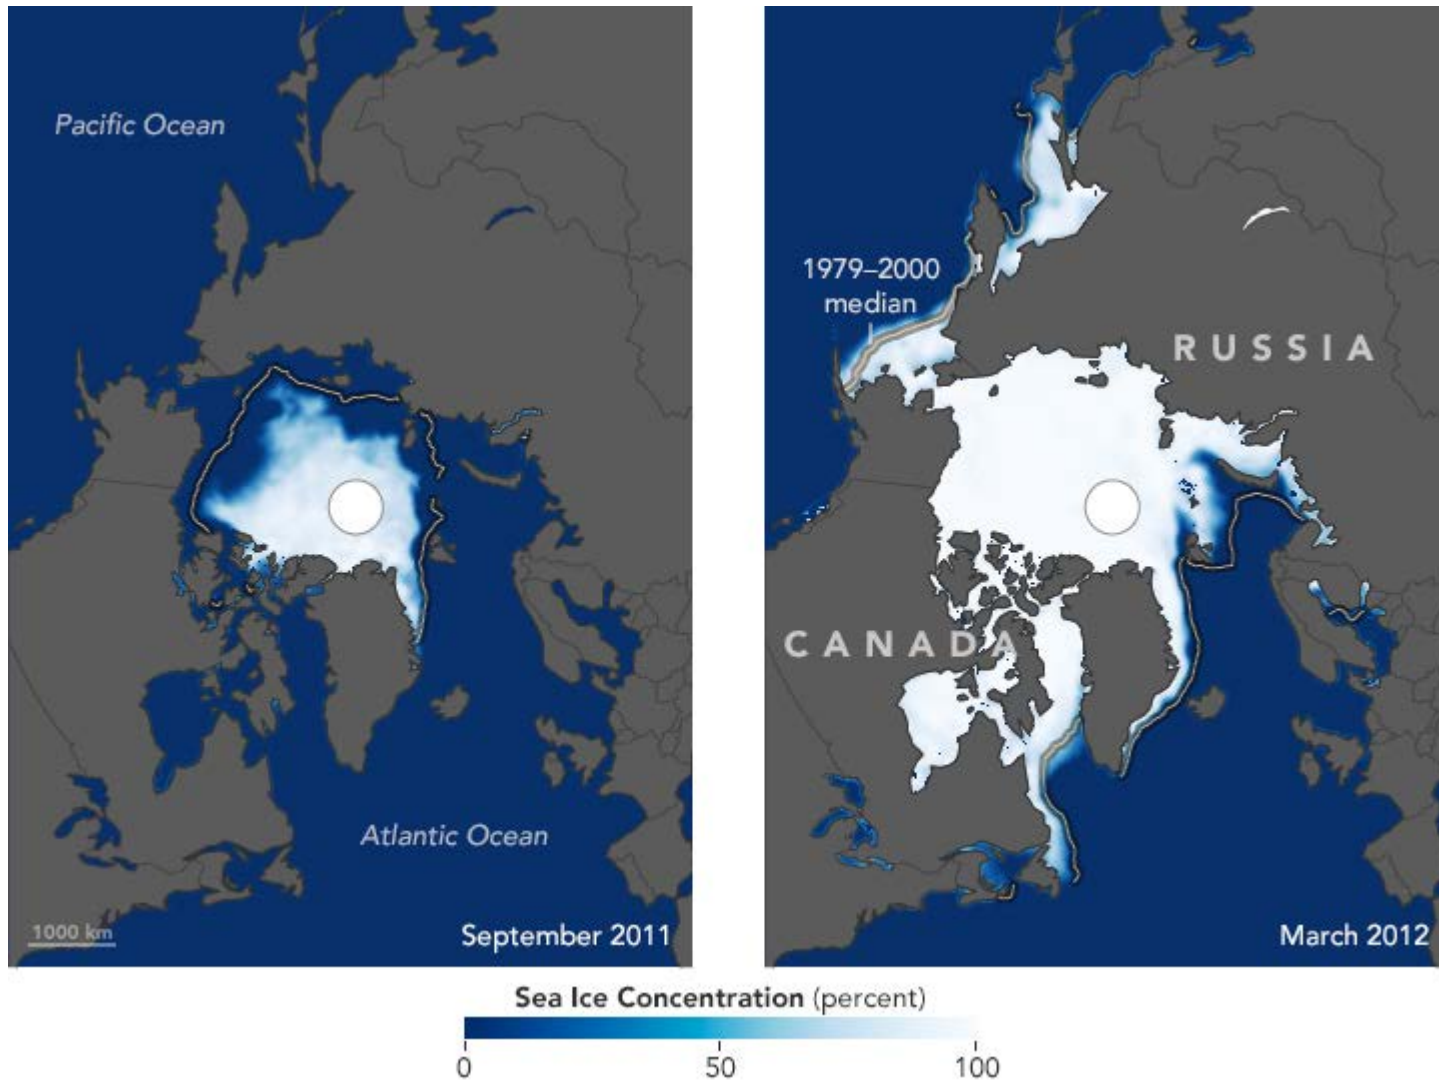 Pacific Ocean
Atlantic Ocean
1000 km
September 2011
1979–2000
median
RUSSIA
CANADA
March 2012
Sea Ice Concentration (percent)
0 50 100